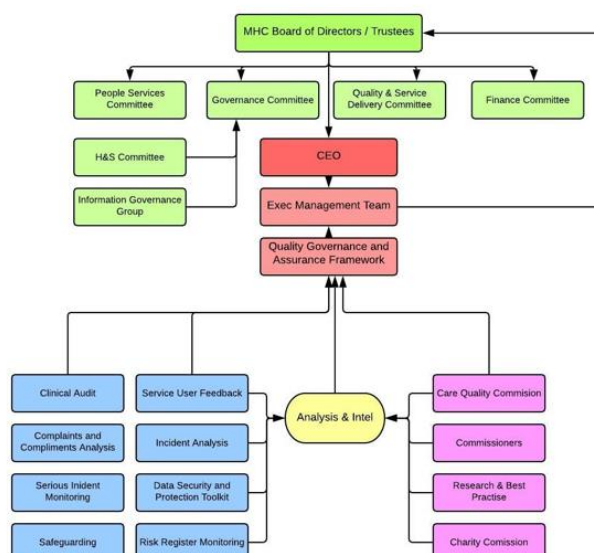 MHC Board of Directors / Trustees
People Services
Committee
Governance Committee
Quality & Service
Delivery Committee
Finance Committee
H&S Committee
CEO
Information Governance
Group
Exec Management Team
Quality Governance and
Assurance Framework
Clinical Audit
Service User Feedback
Care Quality Commision
Analysis & Intel
Complaints and
Compliments Analysis
Incident Analysis
Commissioners
Serious Inident
Monitoring
Data Security and
Protection Toolkit
Research & Best
Practise
Safeguarding
Risk Register Monitoring
Charity Comission